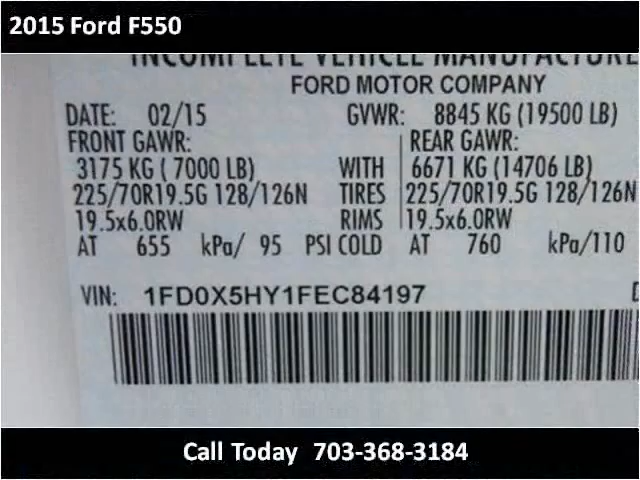 2015 Ford F550
INCOMPLETE VEHICLE MANUFACTURE
FORD MOTOR COMPANY
DATE: 02/15 GVWR: 8845 KG (19500 LB)
FRONT GAWR: REAR GAWR:
3175 KG ( 7000 LB) WITH 6671 KG (14706 LB)
225/70R19.5G 128/126N TIRES 225/70R19.5G 128/126N
19.5x6.0RW RIMS 19.5x6.0RW
AT 655 kPa/ 95 PSI COLD AT 760 kPa/110
VIN: 1FD0X5HY1FEC84197
Call Today 703-368-3184